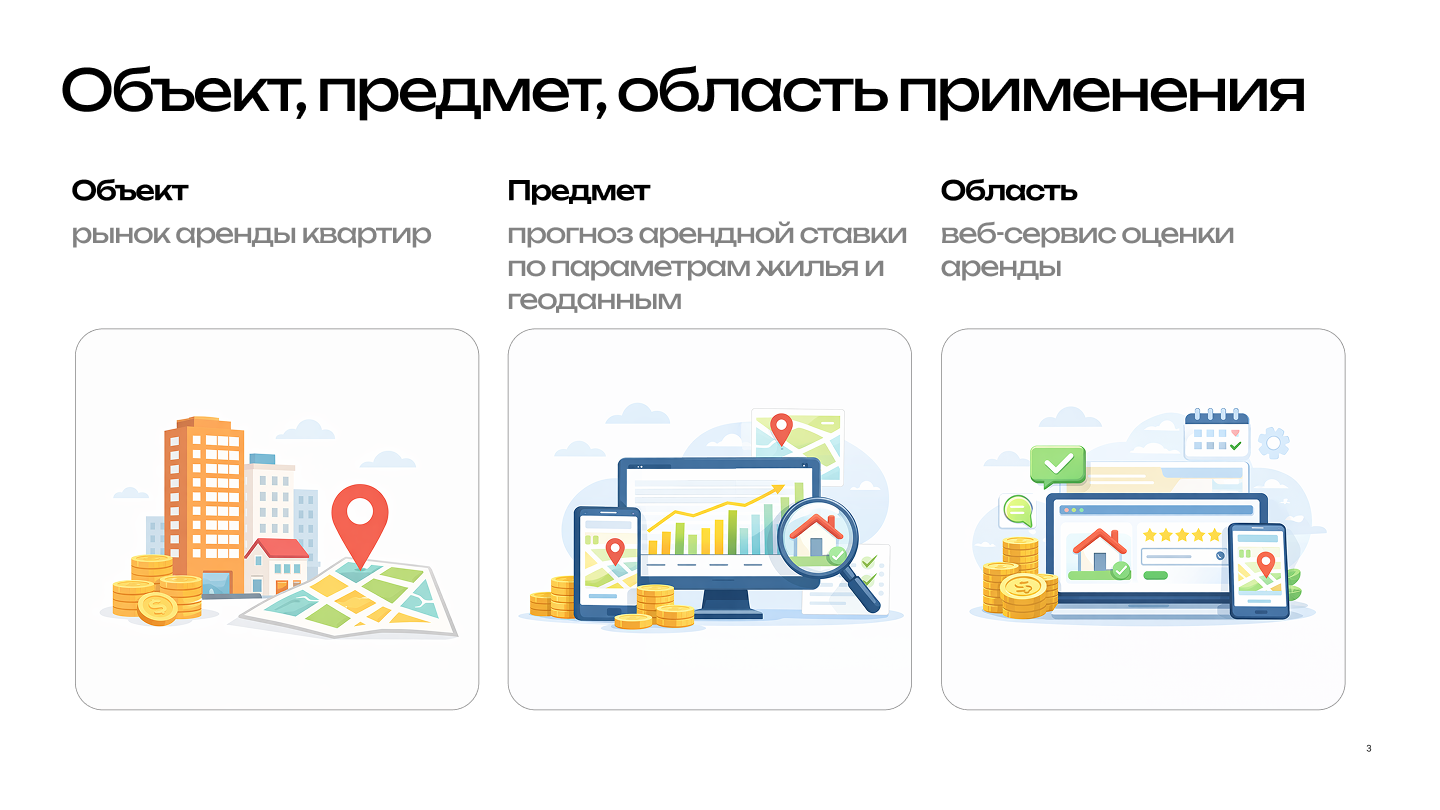 Объект, предмет, область применения
Объект
рынок аренды квартир
Предмет
прогноз арендной ставки
по параметрам жилья и
геоданным
Область
веб-сервис оценки
аренды
3